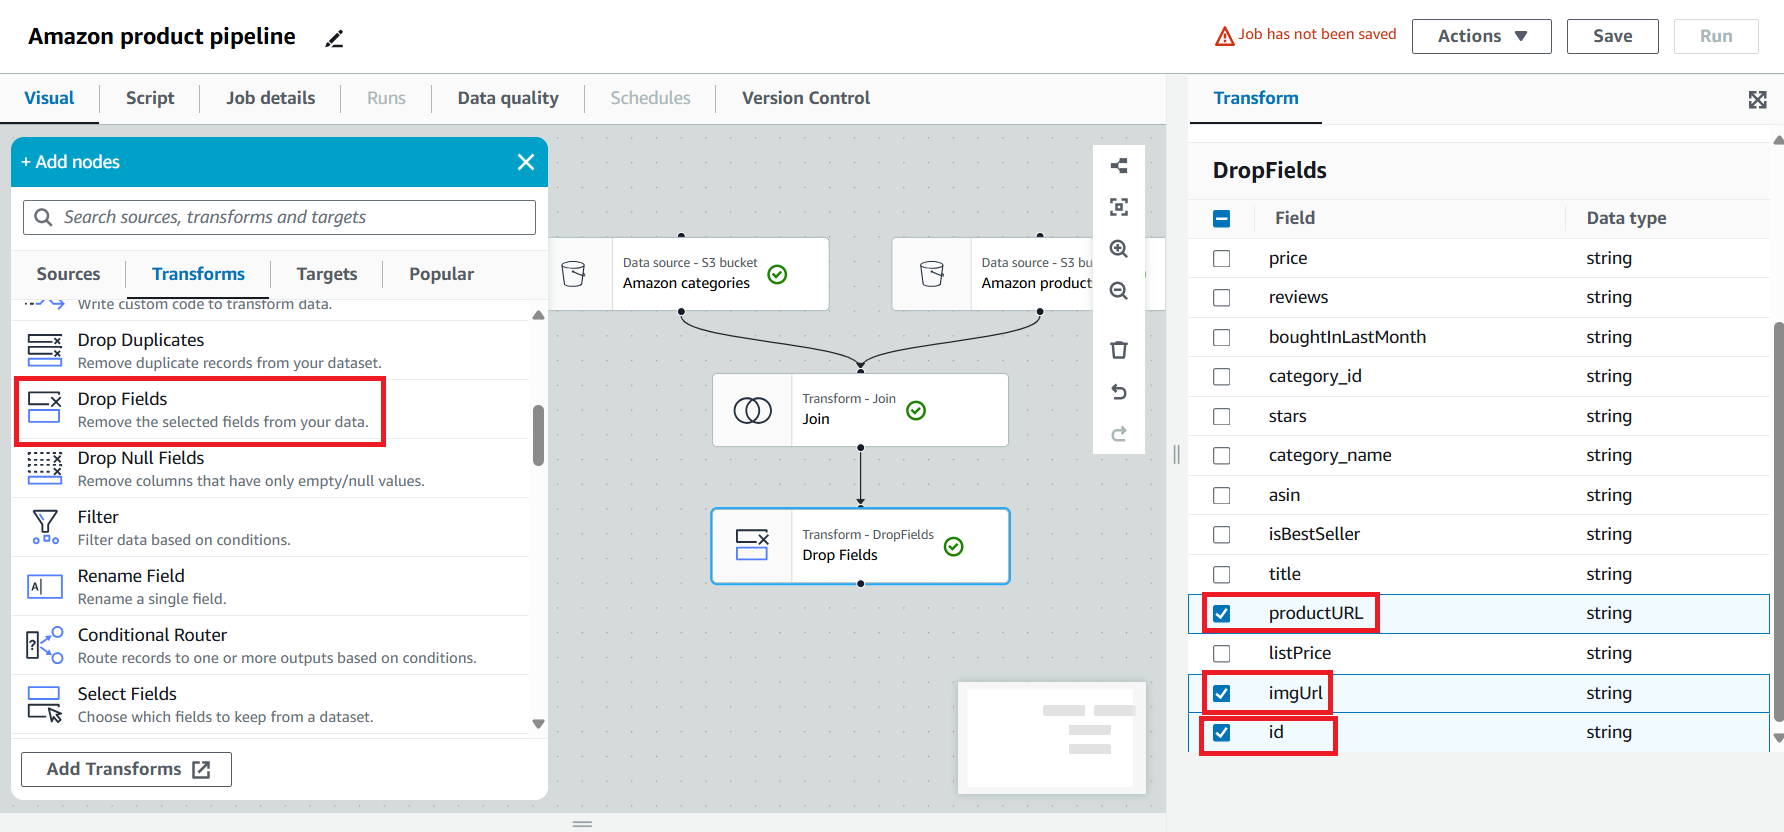 Amazon product pipeline
Job has not been saved
Actions
Save
Run
Visual
Script
Job details
Runs
Data quality
Schedules
Version Control
+ Add nodes
Search sources, transforms and targets
Sources
Transforms
Targets
Popular
Write custom code to transform data.
Drop Duplicates
Remove duplicate records from your dataset.
Drop Fields
Remove the selected fields from your data.
Drop Null Fields
Remove columns that have only empty/null values.
Filter
Filter data based on conditions.
Rename Field
Rename a single field.
Conditional Router
Route records to one or more outputs based on conditions.
Select Fields
Choose which fields to keep from a dataset.
Add Transforms
Data source - S3 bucket
Amazon categories
Data source - S3 bu
Amazon product
Transform - Join
Join
Transform - DropFields
Drop Fields
Transform
DropFields
Field Data type
price string
reviews string
boughtInLastMonth string
category_id string
stars string
category_name string
asin string
isBestSeller string
title string
productURL string
listPrice string
imgUrl string
id string